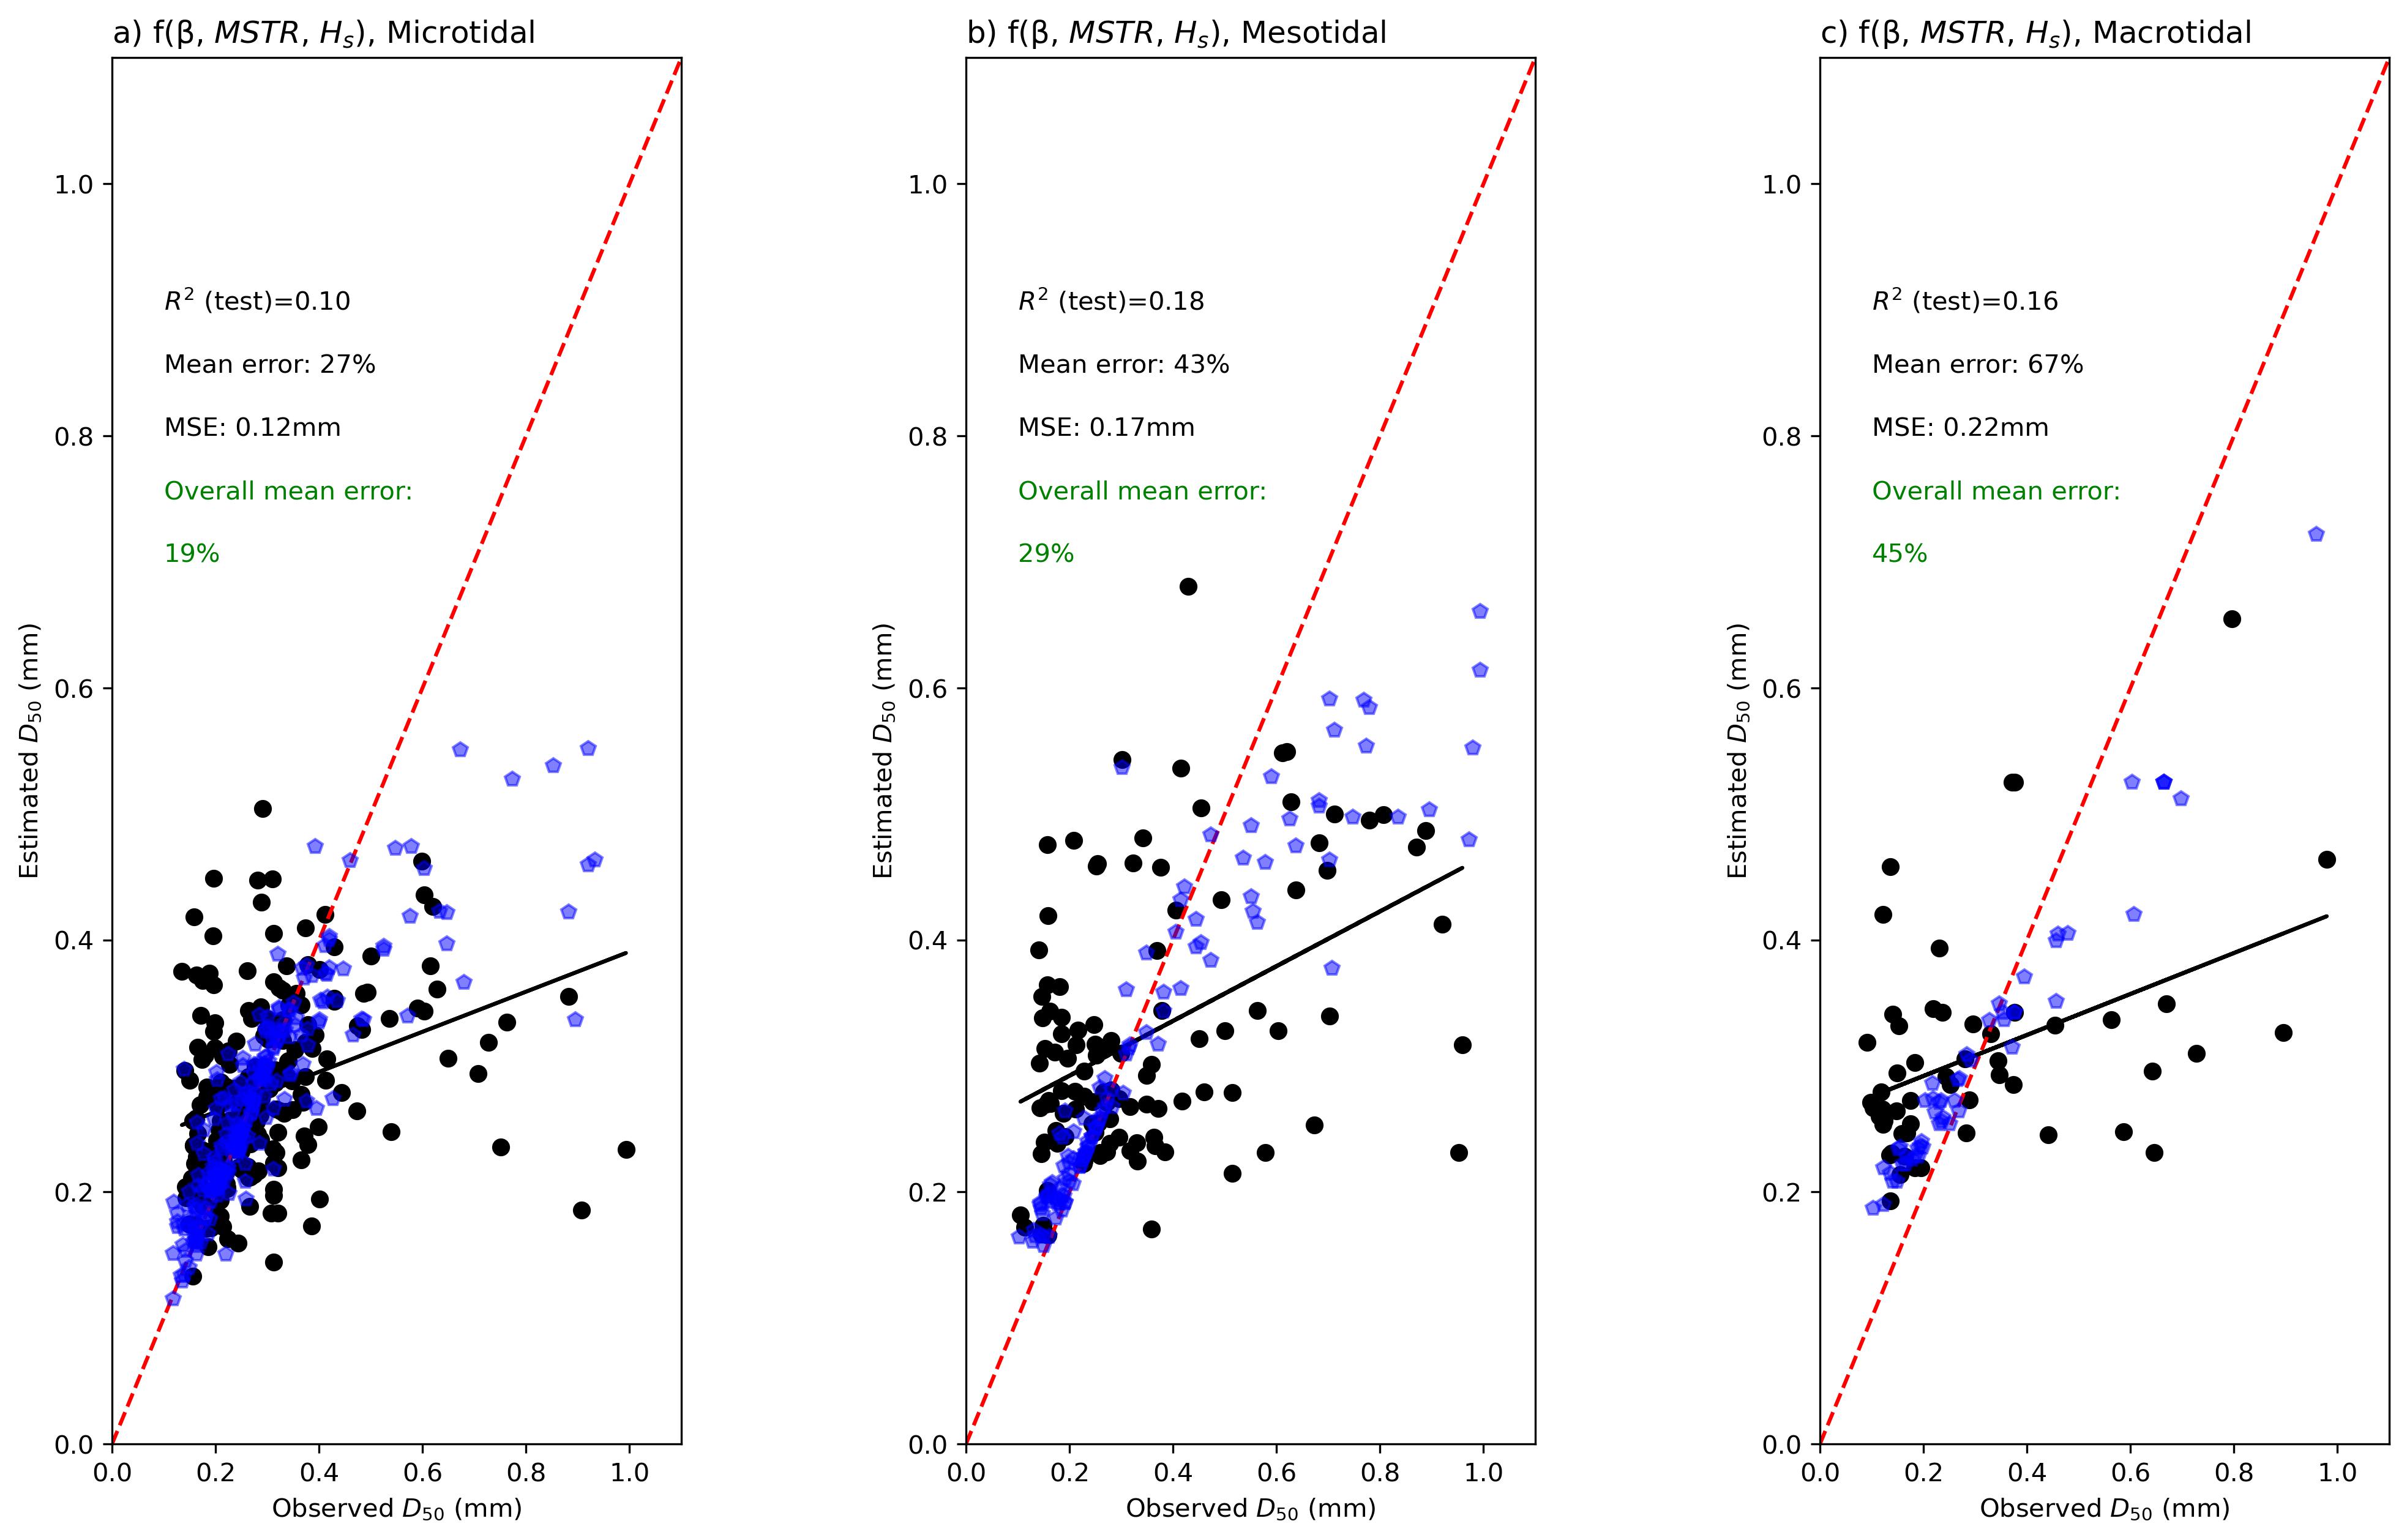 a) f(β, MSTR, Hₛ), Microtidal
R² (test)=0.10
Mean error: 27%
MSE: 0.12mm
Overall mean error:
19%
Estimated D₅₀ (mm)
1.0
0.8
0.6
0.4
0.2
0.0
0.0 0.2 0.4 0.6 0.8 1.0
Observed D₅₀ (mm)
b) f(β, MSTR, Hₛ), Mesotidal
R² (test)=0.18
Mean error: 43%
MSE: 0.17mm
Overall mean error:
29%
Estimated D₅₀ (mm)
1.0
0.8
0.6
0.4
0.2
0.0
0.0 0.2 0.4 0.6 0.8 1.0
Observed D₅₀ (mm)
c) f(β, MSTR, Hₛ), Macrotidal
R² (test)=0.16
Mean error: 67%
MSE: 0.22mm
Overall mean error:
45%
Estimated D₅₀ (mm)
1.0
0.8
0.6
0.4
0.2
0.0
0.0 0.2 0.4 0.6 0.8 1.0
Observed D₅₀ (mm)